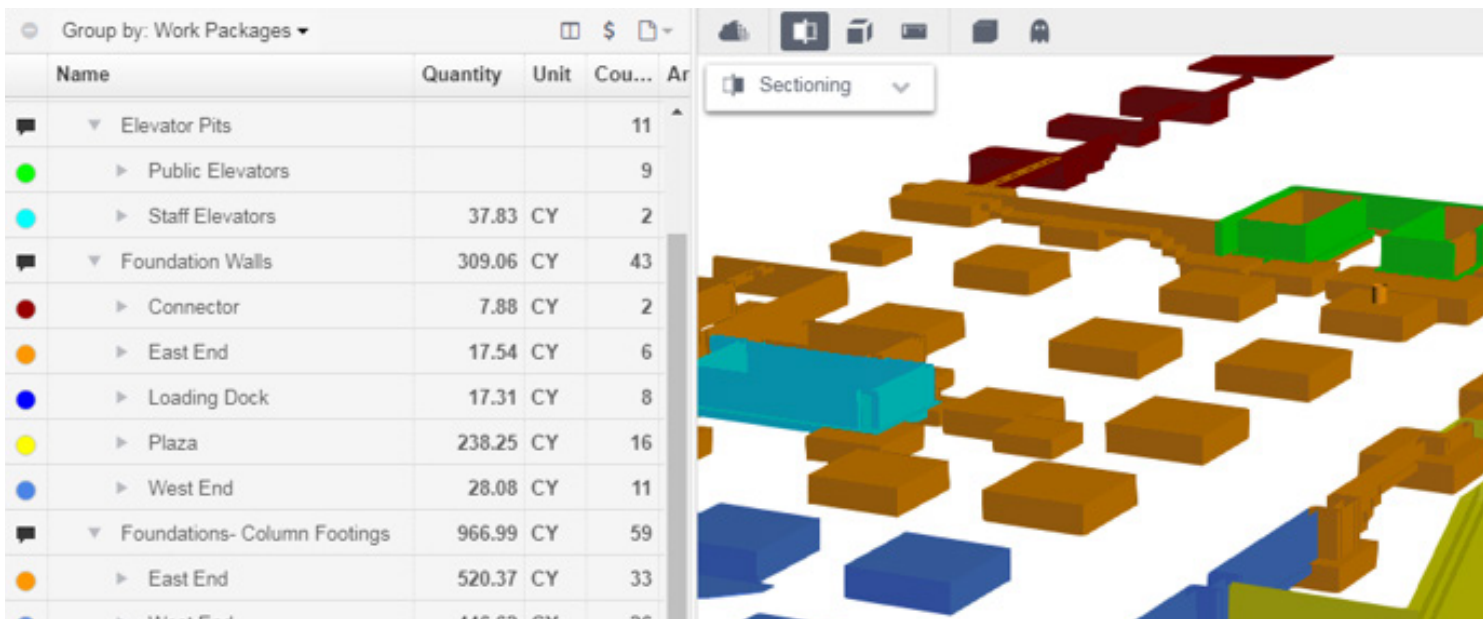 Group by: Work Packages
$
Name Quantity Unit Cou... Ar
Sectioning
Elevator Pits 11
Public Elevators 9
Staff Elevators 37.83 CY 2
Foundation Walls 309.06 CY 43
Connector 7.88 CY 2
East End 17.54 CY 6
Loading Dock 17.31 CY 8
Plaza 238.25 CY 16
West End 28.08 CY 11
Foundations- Column Footings 966.99 CY 59
East End 520.37 CY 33
West End